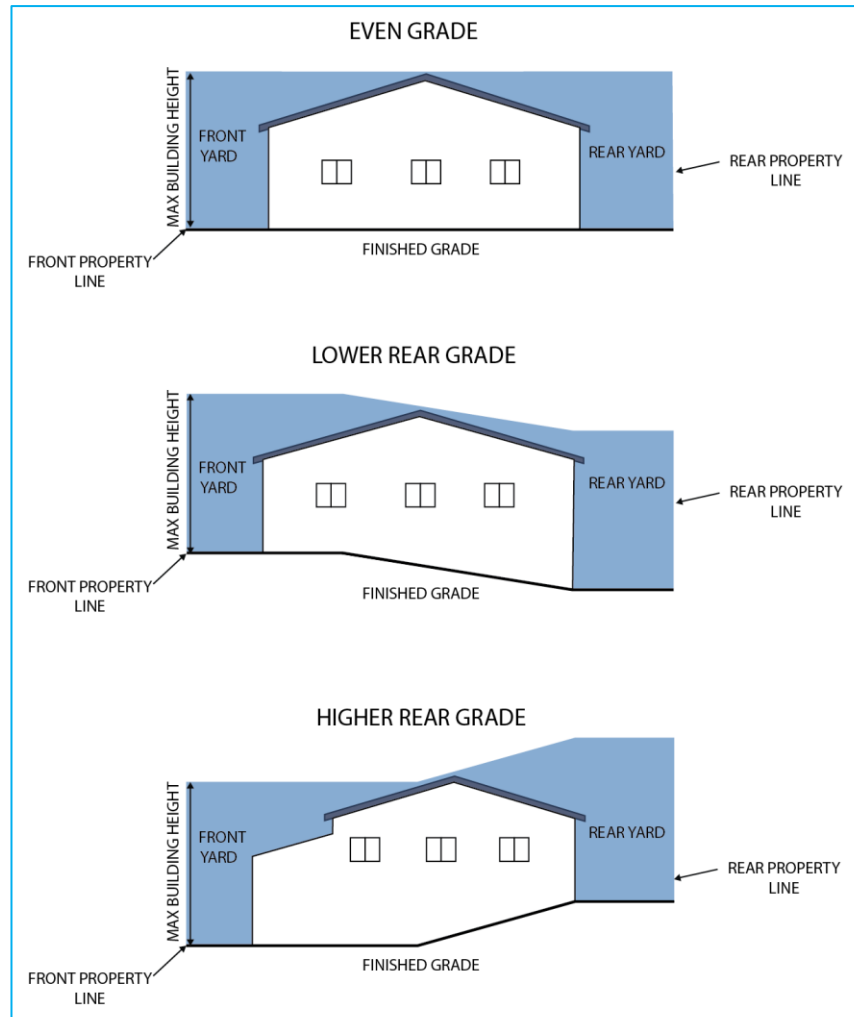 EVEN GRADE
MAX BUILDING HEIGHT
FRONT
YARD
REAR YARD
REAR PROPERTY
LINE
FINISHED GRADE
FRONT PROPERTY
LINE
LOWER REAR GRADE
MAX BUILDING HEIGHT
FRONT
YARD
REAR YARD
REAR PROPERTY
LINE
FINISHED GRADE
FRONT PROPERTY
LINE
HIGHER REAR GRADE
MAX BUILDING HEIGHT
FRONT
YARD
REAR YARD
REAR PROPERTY
LINE
FINISHED GRADE
FRONT PROPERTY
LINE